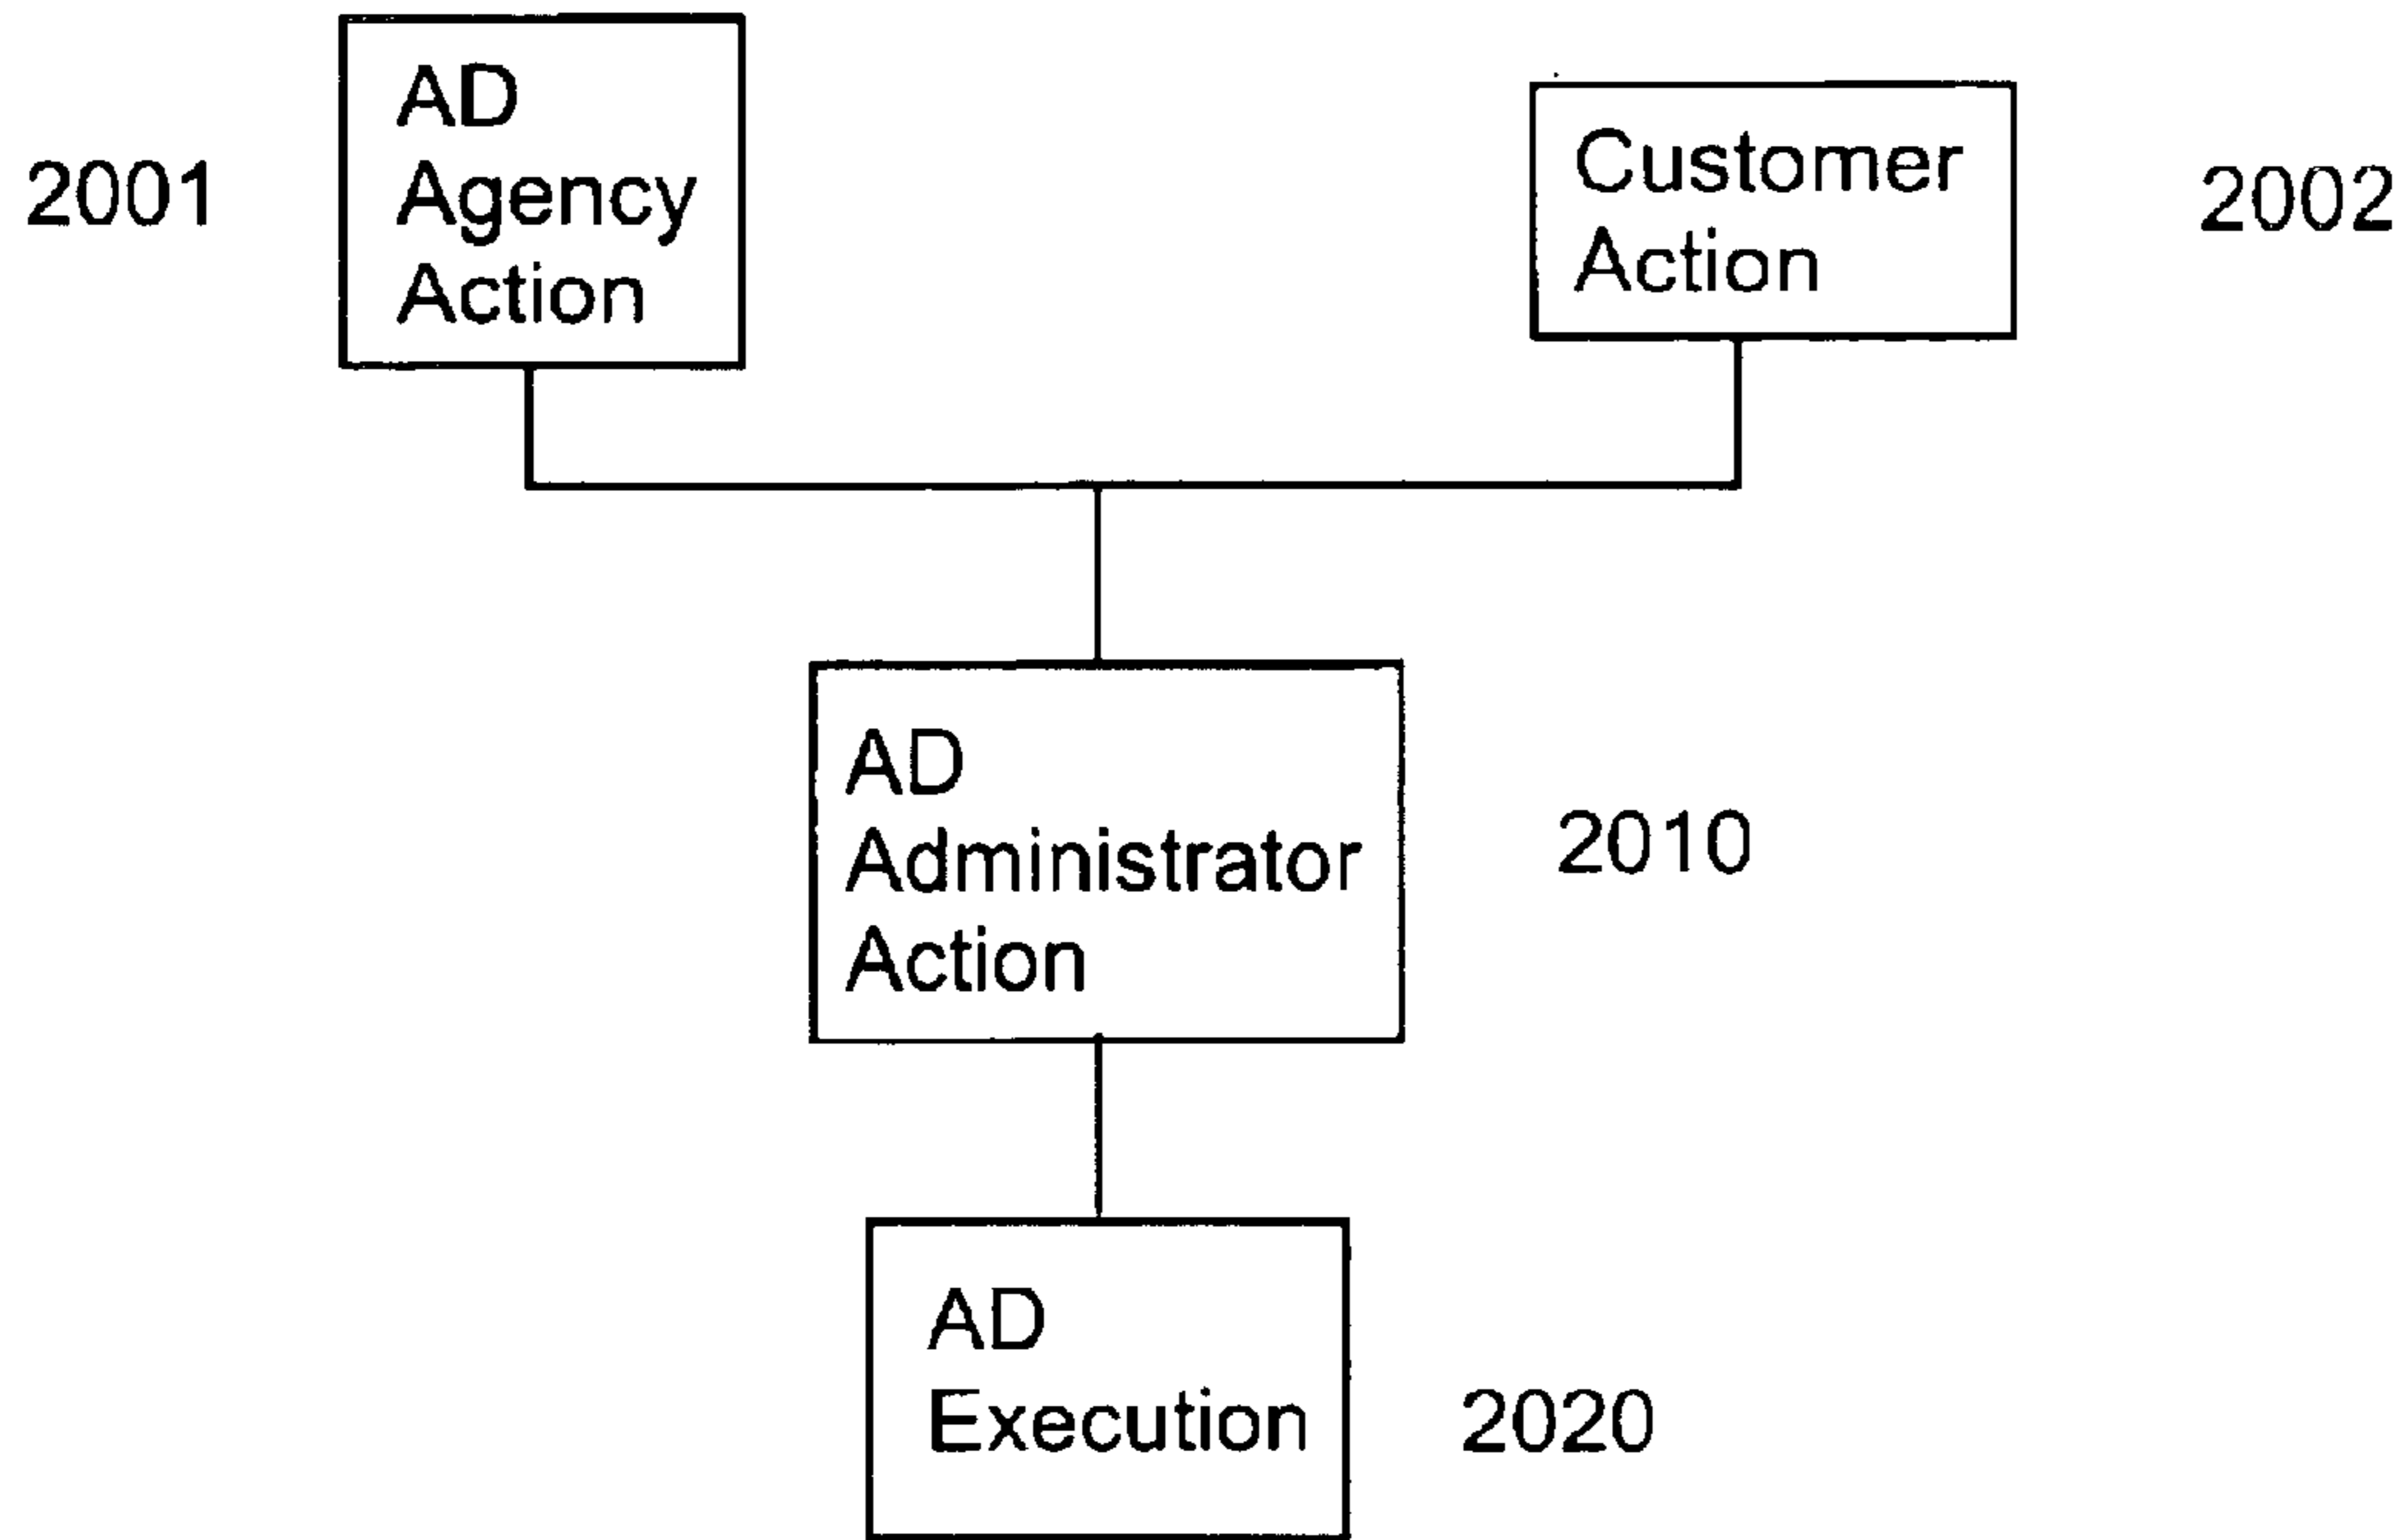 2001
AD
Agency
Action
Customer
Action
2002
AD
Administrator
Action
2010
AD
Execution
2020